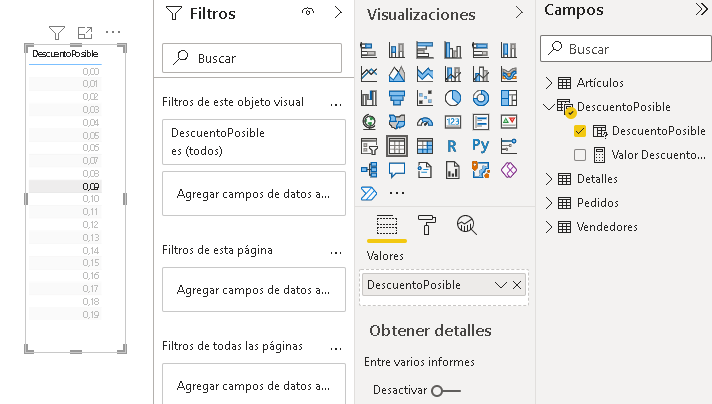 DescuentoPosible
0,00
0,01
0,02
0,03
0,04
0,05
0,06
0,07
0,08
0,09
0,10
0,11
0,12
0,13
0,14
0,15
0,16
0,17
0,18
0,19
Filtros
Buscar
Filtros de este objeto visual
...
DescuentoPosible
es (todos)
Agregar campos de datos a...
Filtros de esta página
...
Agregar campos de datos a...
Filtros de todas las páginas
...
Agregar campos de datos a...
Visualizaciones
123
R
Py
...
Valores
DescuentoPosible
Obtener detalles
Entre varios informes
Desactivar
Campos
Buscar
Artículos
DescuentoPosible
DescuentoPosible
Valor Descuento...
Detalles
Pedidos
Vendedores